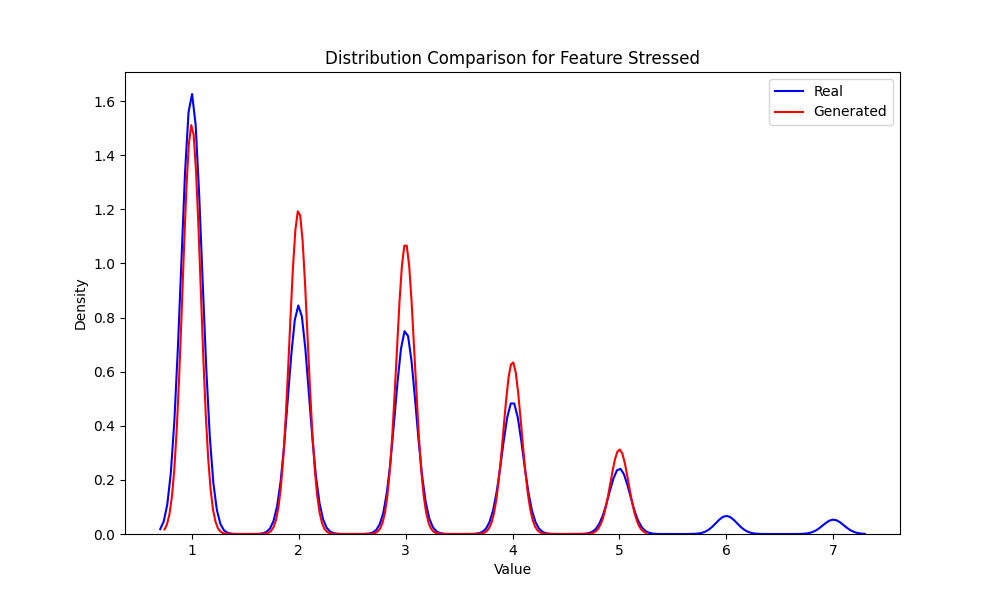 Distribution Comparison for Feature Stressed
Real
Generated
1.6
1.4
1.2
1.0
0.8
0.6
0.4
0.2
0.0
Density
1 2 3 4 5 6 7
Value